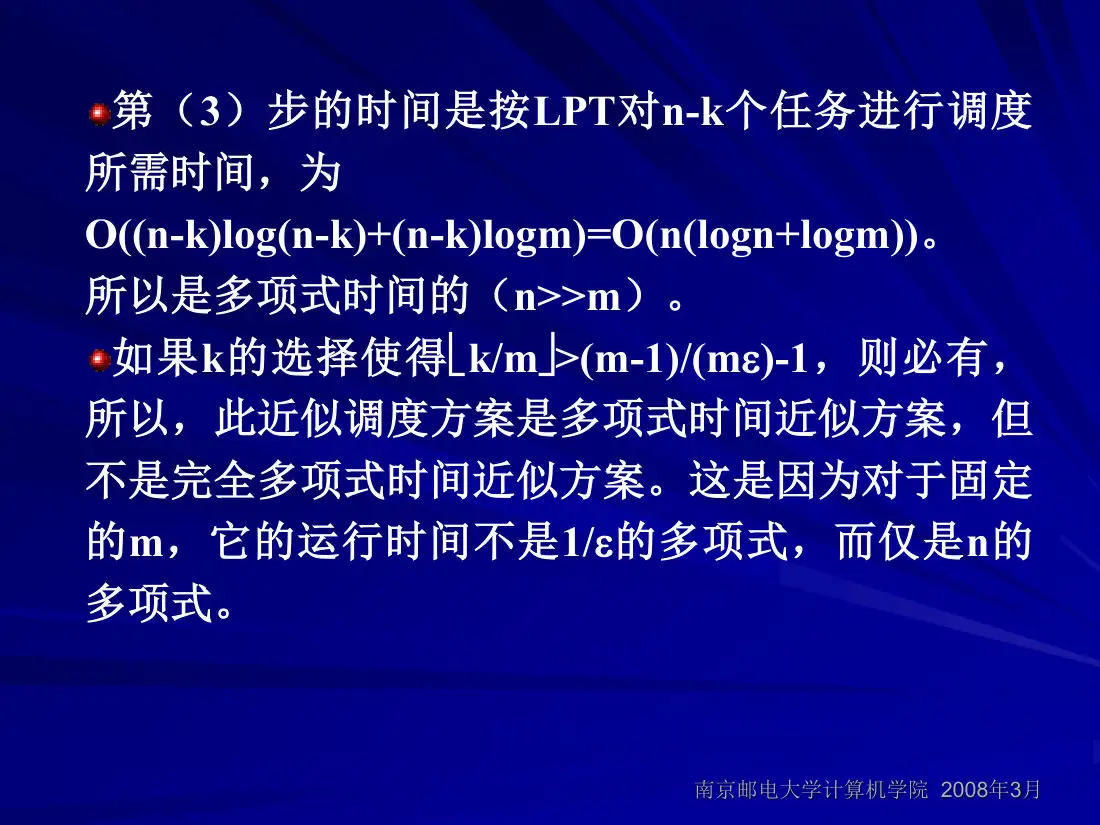 第（3）步的时间是按LPT对n-k个任务进行调度
所需时间，为
O((n-k)log(n-k)+(n-k)logm)=O(n(logn+logm))。
所以是多项式时间的（n>>m）。
如果k的选择使得⎣k/m⎦>(m-1)/(mε)-1，则必有，
所以，此近似调度方案是多项式时间近似方案，但
不是完全多项式时间近似方案。这是因为对于固定
的m，它的运行时间不是1/ε的多项式，而仅是n的
多项式。
南京邮电大学计算机学院 2008年3月